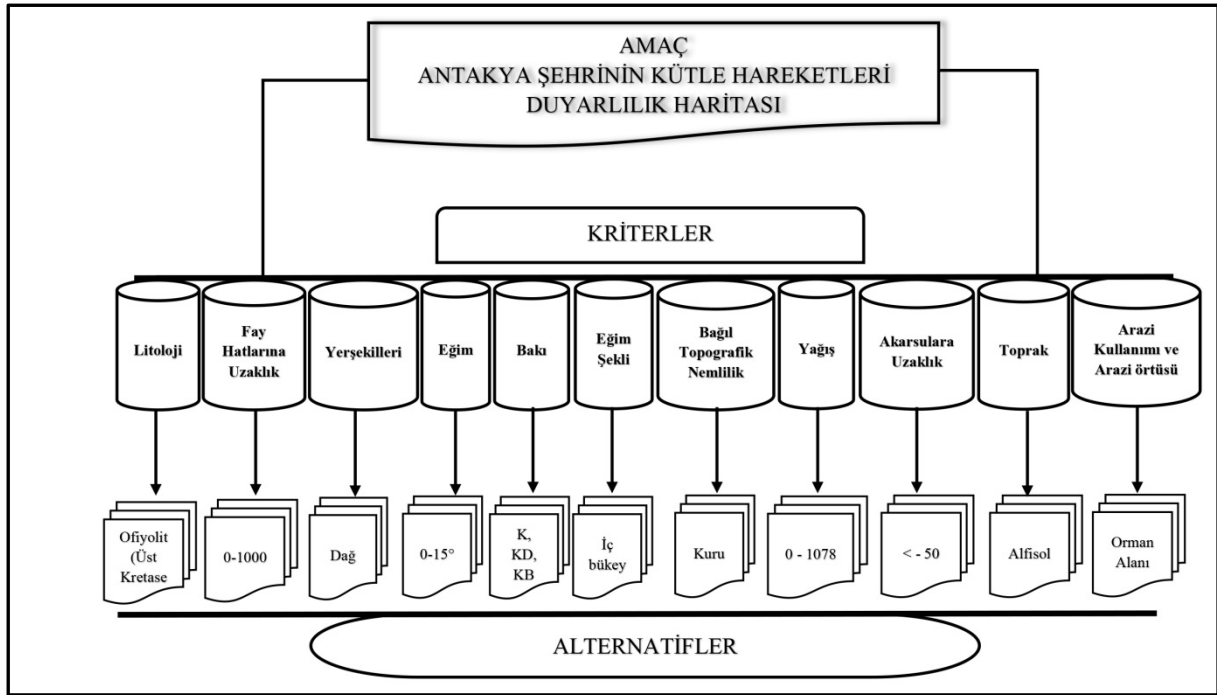 AMAÇ
ANTAKYA ŞEHRİNİN KÜTLE HAREKETLERİ
DUYARLILIK HARİTASI
KRİTERLER
Litoloji
Fay
Hatlarına
Uzaklık
Yerşekilleri
Eğim
Bakı
Eğim
Şekli
Bağıl
Topografik
Nemlilik
Yağış
Akarsulara
Uzaklık
Toprak
Arazi
Kullanımı ve
Arazi örtüsü
Ofiyolit
(Üst
Kretase
0-1000
Dağ
0-15°
K,
KD,
KB
İç
bükey
Kuru
0 - 1078
< - 50
Alfisol
Orman
Alanı
ALTERNATİFLER